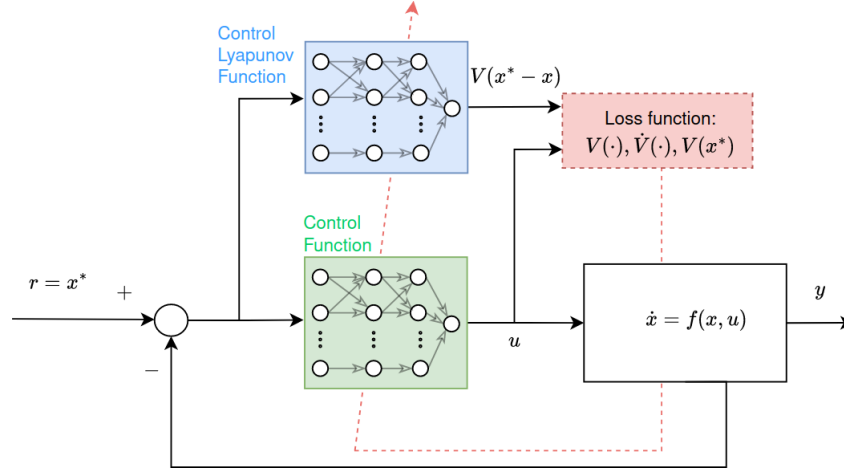 Control
Lyapunov
Function
V(x* − x)
Loss function:
V(·), V̇(·), V(x*)
Control
Function
r = x*
+
−
u
ẋ = f(x, u)
y